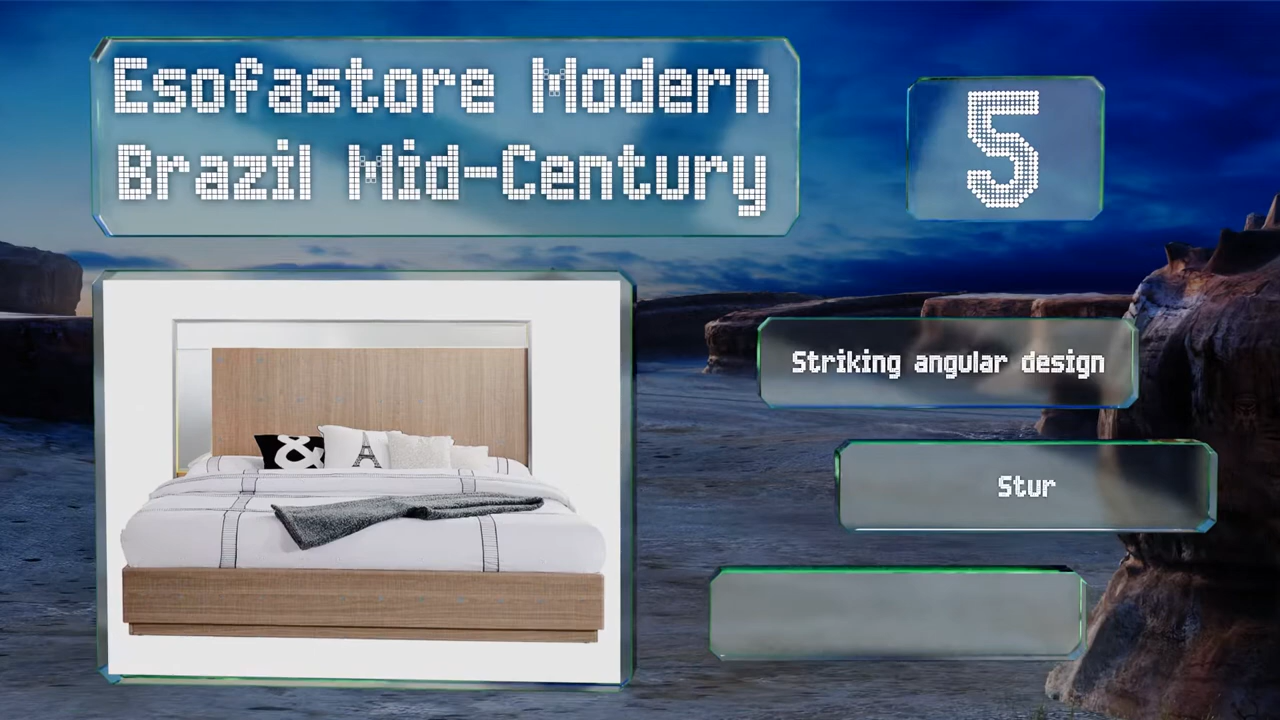 Esofastore Modern
Brazil Mid-Century
5
Striking angular design
Stur
&
A